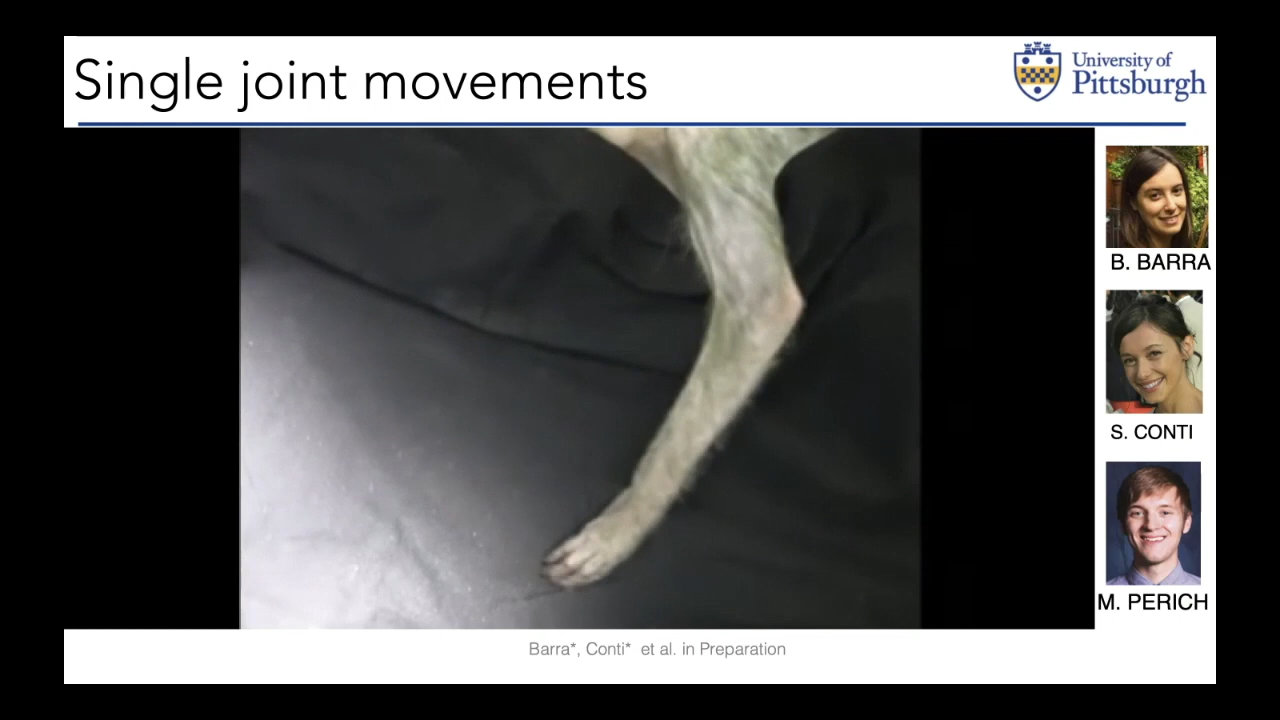 Single joint movements
University of
Pittsburgh
B. BARRA
S. CONTI
M. PERICH
Barra*, Conti*  et al. in Preparation